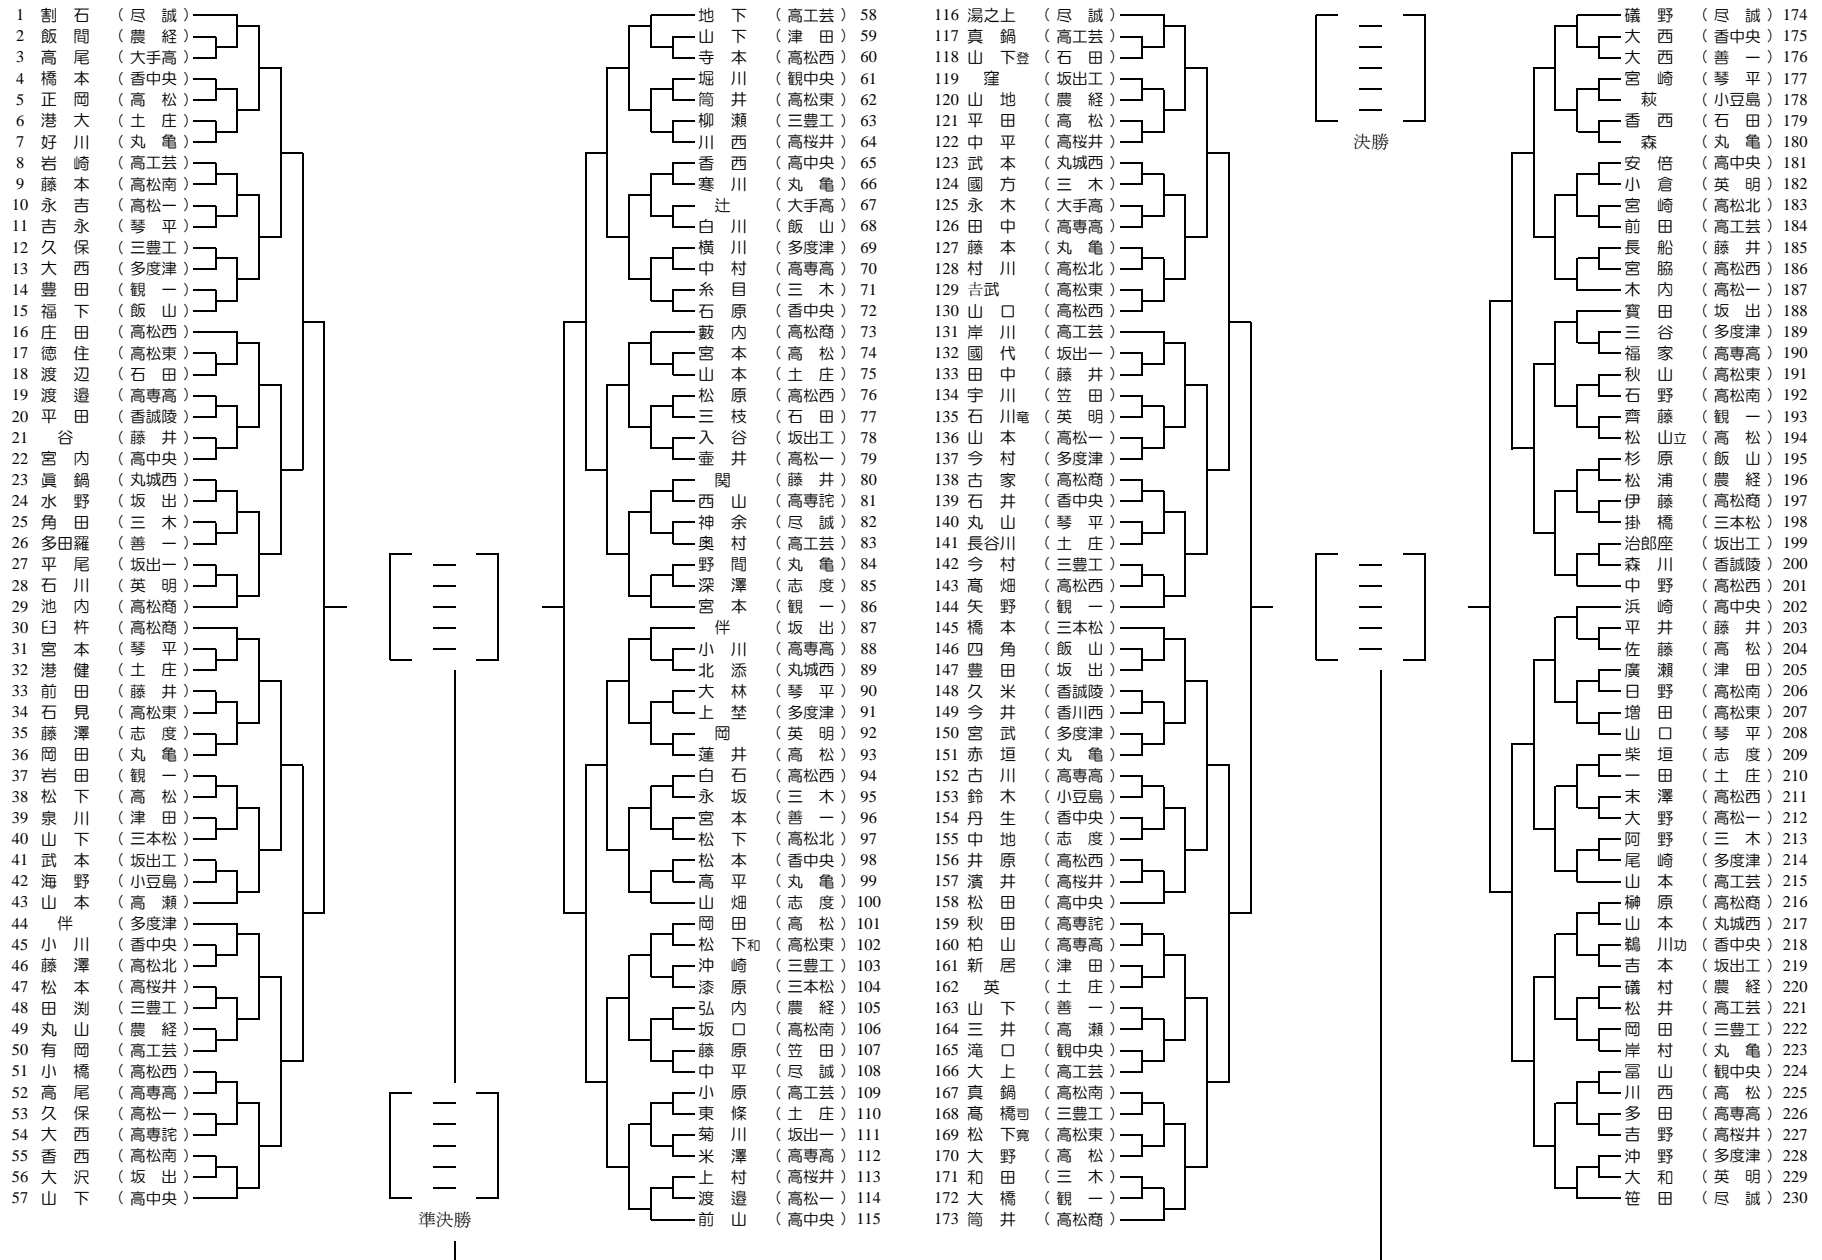 1 割石 (尽誠)
2 飯間 (農経)
3 高尾 (大手高)
4 橋本 (香中央)
5 正岡 (高松)
6 港大 (土庄)
7 好川 (丸亀)
8 岩崎 (高工芸)
9 藤本 (高松南)
10 永吉 (高松一)
11 吉永 (琴平)
12 久保 (三豊工)
13 大西 (多度津)
14 豊田 (観一)
15 福下 (飯山)
16 庄田 (高松西)
17 徳住 (高松東)
18 渡辺 (石田)
19 渡邉 (高専高)
20 平田 (香誠陵)
21 谷 (藤井)
22 宮内 (高中央)
23 眞鍋 (丸城西)
24 水野 (坂出)
25 角田 (三木)
26 多田羅 (善一)
27 平尾 (坂出一)
28 石川 (英明)
29 池内 (高松商)
30 臼杵 (高松商)
31 宮本 (琴平)
32 港健 (土庄)
33 前田 (藤井)
34 石見 (高松東)
35 藤澤 (志度)
36 岡田 (丸亀)
37 岩田 (観一)
38 松下 (高松)
39 泉川 (津田)
40 山下 (三本松)
41 武本 (坂出工)
42 海野 (小豆島)
43 山本 (高瀬)
44 伴 (多度津)
45 小川 (香中央)
46 藤澤 (高松北)
47 松本 (高桜井)
48 田渕 (三豊工)
49 丸山 (農経)
50 有岡 (高工芸)
51 小橋 (高松西)
52 高尾 (高専高)
53 久保 (高松一)
54 大西 (高専詫)
55 香西 (高松南)
56 大沢 (坂出)
57 山下 (高中央)
準決勝
地下 (高工芸) 58
山下 (津田) 59
寺本 (高松西) 60
堀川 (観中央) 61
筒井 (高松東) 62
柳瀬 (三豊工) 63
川西 (高桜井) 64
香西 (高中央) 65
寒川 (丸亀) 66
辻 (大手高) 67
白川 (飯山) 68
横川 (多度津) 69
中村 (高専高) 70
糸目 (三木) 71
石原 (香中央) 72
藪内 (高松商) 73
宮本 (高松) 74
山本 (土庄) 75
松原 (高松西) 76
三枝 (石田) 77
入谷 (坂出工) 78
壷井 (高松一) 79
関 (藤井) 80
西山 (高専詫) 81
神余 (尽誠) 82
奥村 (高工芸) 83
野間 (丸亀) 84
深澤 (志度) 85
宮本 (観一) 86
伴 (坂出) 87
小川 (高専高) 88
北添 (丸城西) 89
大林 (琴平) 90
上埜 (多度津) 91
岡 (英明) 92
蓮井 (高松) 93
白石 (高松西) 94
永坂 (三木) 95
宮本 (善一) 96
松下 (高松北) 97
松本 (香中央) 98
高平 (丸亀) 99
山畑 (志度) 100
岡田 (高松) 101
松下和 (高松東) 102
沖崎 (三豊工) 103
漆原 (三本松) 104
弘内 (農経) 105
坂口 (高松南) 106
藤原 (笠田) 107
中平 (尽誠) 108
小原 (高工芸) 109
東條 (土庄) 110
菊川 (坂出一) 111
米澤 (高専高) 112
上村 (高桜井) 113
渡邉 (高松一) 114
前山 (高中央) 115
116 湯之上 (尽誠)
117 真鍋 (高工芸)
118 山下登 (石田)
119 窪 (坂出工)
120 山地 (農経)
121 平田 (高松)
122 中平 (高桜井)
123 武本 (丸城西)
124 國方 (三木)
125 永木 (大手高)
126 田中 (高専高)
127 藤本 (丸亀)
128 村川 (高松北)
129 𠮷武 (高松東)
130 山口 (高松西)
131 岸川 (高工芸)
132 國代 (坂出一)
133 田中 (藤井)
134 宇川 (笠田)
135 石川竜 (英明)
136 山本 (高松一)
137 今村 (多度津)
138 古家 (高松商)
139 石井 (香中央)
140 丸山 (琴平)
141 長谷川 (土庄)
142 今村 (三豊工)
143 髙畑 (高松西)
144 矢野 (観一)
145 橋本 (三本松)
146 四角 (飯山)
147 豊田 (坂出)
148 久米 (香誠陵)
149 今井 (香川西)
150 宮武 (多度津)
151 赤垣 (丸亀)
152 古川 (高専高)
153 鈴木 (小豆島)
154 丹生 (香中央)
155 中地 (志度)
156 井原 (高松西)
157 濱井 (高桜井)
158 松田 (高中央)
159 秋田 (高専詫)
160 柏山 (高専高)
161 新居 (津田)
162 英 (土庄)
163 山下 (善一)
164 三井 (高瀬)
165 滝口 (観中央)
166 大上 (高工芸)
167 真鍋 (高松南)
168 髙橋司 (三豊工)
169 松下寛 (高松東)
170 大野 (高松)
171 和田 (三木)
172 大橋 (観一)
173 筒井 (高松商)
決勝
礒野 (尽誠) 174
大西 (香中央) 175
大西 (善一) 176
宮崎 (琴平) 177
萩 (小豆島) 178
香西 (石田) 179
森 (丸亀) 180
安倍 (高中央) 181
小倉 (英明) 182
宮崎 (高松北) 183
前田 (高工芸) 184
長船 (藤井) 185
宮脇 (高松西) 186
木内 (高松一) 187
寳田 (坂出) 188
三谷 (多度津) 189
福家 (高専高) 190
秋山 (高松東) 191
石野 (高松南) 192
齊藤 (観一) 193
松山立 (高松) 194
杉原 (飯山) 195
松浦 (農経) 196
伊藤 (高松商) 197
掛橋 (三本松) 198
治郎座 (坂出工) 199
森川 (香誠陵) 200
中野 (高松西) 201
浜崎 (高中央) 202
平井 (藤井) 203
佐藤 (高松) 204
廣瀬 (津田) 205
日野 (高松南) 206
増田 (高松東) 207
山口 (琴平) 208
柴垣 (志度) 209
一田 (土庄) 210
末澤 (高松西) 211
大野 (高松一) 212
阿野 (三木) 213
尾崎 (多度津) 214
山本 (高工芸) 215
榊原 (高松商) 216
山本 (丸城西) 217
鵜川功 (香中央) 218
吉本 (坂出工) 219
礒村 (農経) 220
松井 (高工芸) 221
岡田 (三豊工) 222
岸村 (丸亀) 223
冨山 (観中央) 224
川西 (高松) 225
多田 (高専高) 226
吉野 (高桜井) 227
沖野 (多度津) 228
大和 (英明) 229
笹田 (尽誠) 230